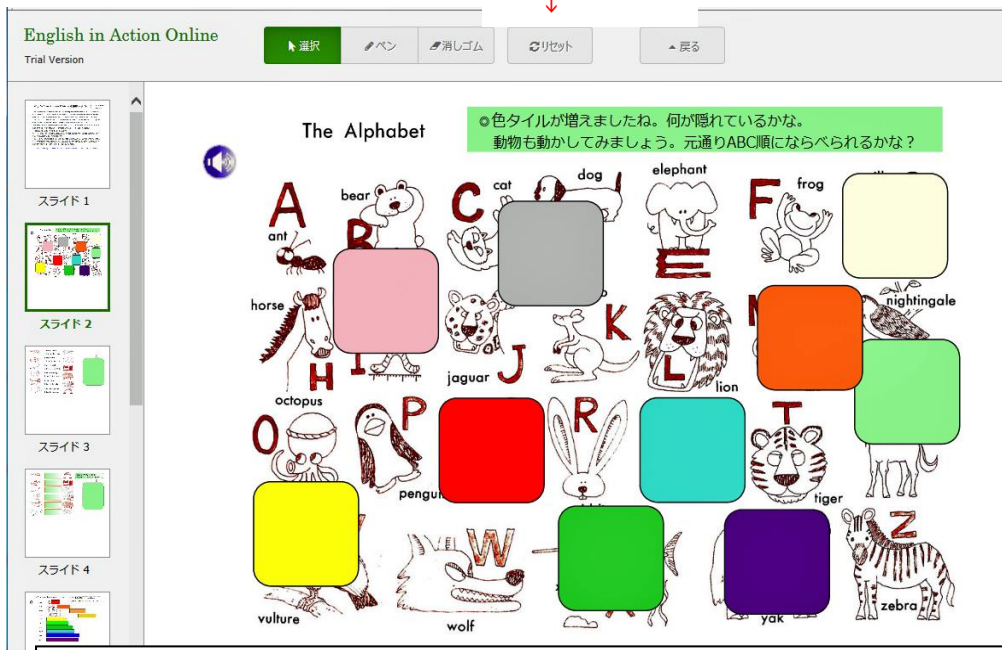 ↓
English in Action Online
Trial Version
選択 ペン 消しゴム リセット 戻る
スライド 1
スライド 2
スライド 3
スライド 4
The Alphabet
◎色タイルが増えましたね。何が隠れているかな。
動物も動かしてみましょう。元通りABC順にならべられるかな？
A ant
B bear
C cat
dog
E elephant
F frog
H horse
I
J jaguar
K
L lion
nightingale
O octopus
P
R
T tiger
vulture
W wolf
yak
Z zebra